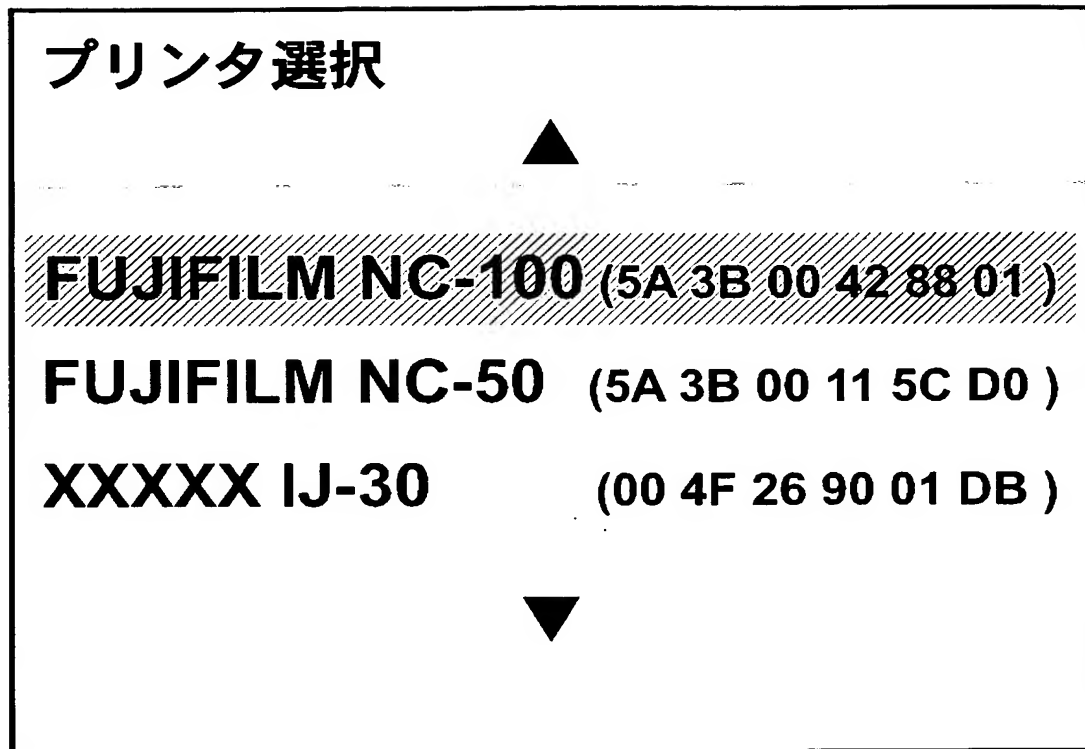 プリンタ選択
▲
FUJIFILM NC-100 (5A 3B 00 42 88 01 )
FUJIFILM NC-50 (5A 3B 00 11 5C D0 )
XXXXX IJ-30 (00 4F 26 90 01 DB )
▼